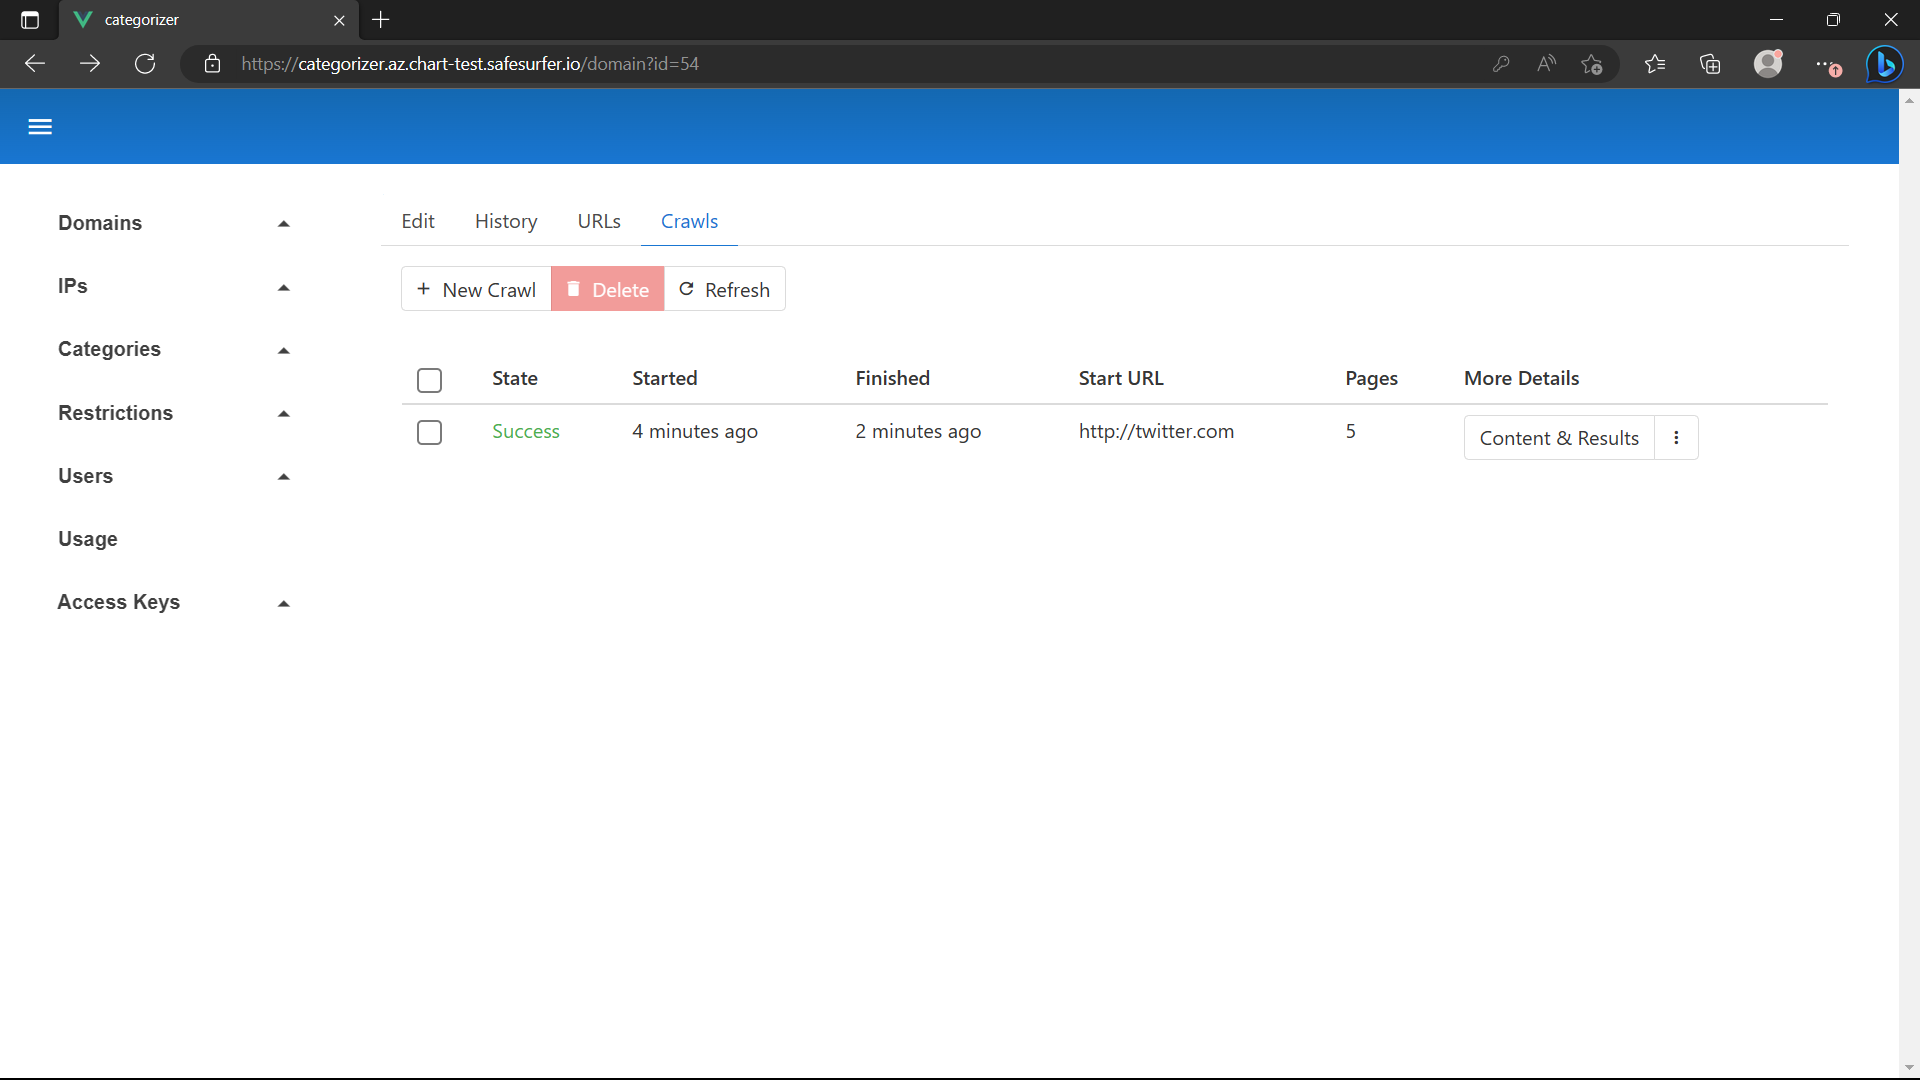 categorizer
https://categorizer.az.chart-test.safesurfer.io/domain?id=54
Domains
IPs
Categories
Restrictions
Users
Usage
Access Keys
Edit History URLs Crawls
+ New Crawl Delete Refresh
State Started Finished Start URL Pages More Details
Success 4 minutes ago 2 minutes ago http://twitter.com 5 Content & Results